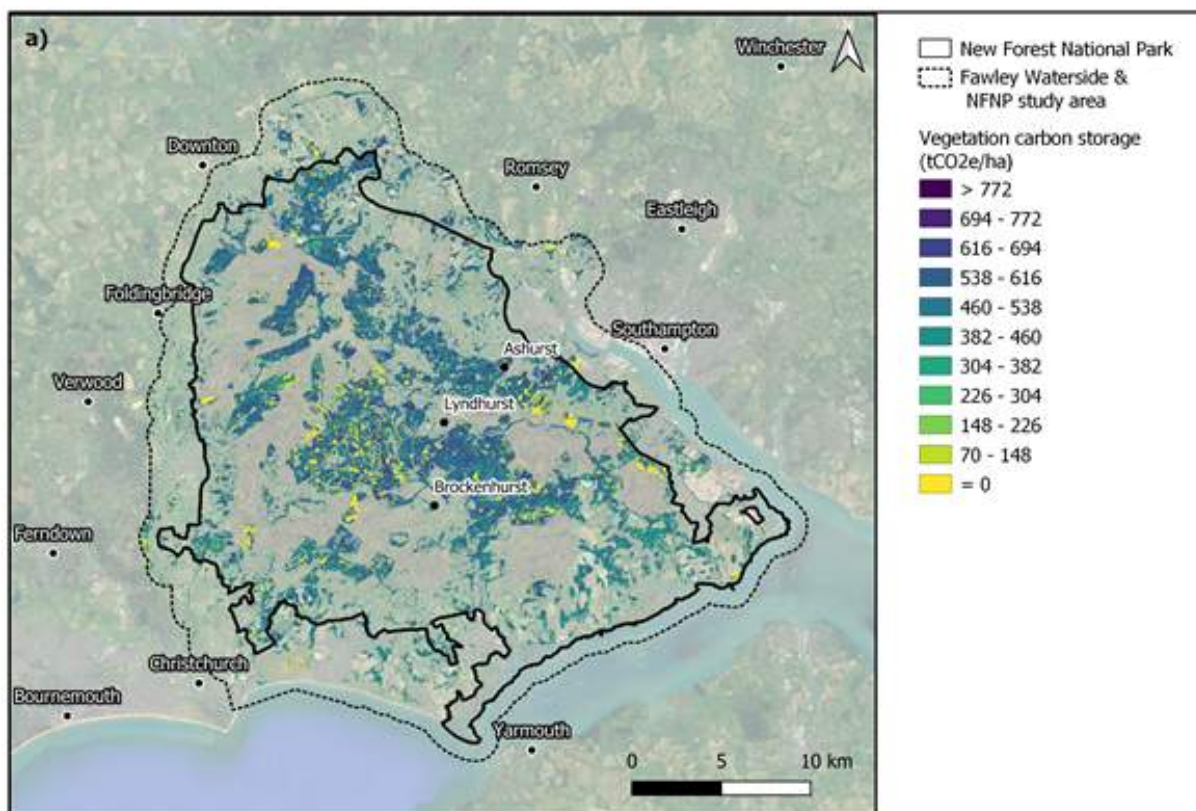 a)
Winchester
Downton
Romsey
Eastleigh
Foldingbridge
Southampton
Ashurst
Verwood
Lyndhurst
Brockenhurst
Ferndown
Christchurch
Bournemouth
Yarmouth
0 5 10 km
New Forest National Park
Fawley Waterside &
NFNP study area
Vegetation carbon storage
(tCO2e/ha)
> 772
694 - 772
616 - 694
538 - 616
460 - 538
382 - 460
304 - 382
226 - 304
148 - 226
70 - 148
= 0